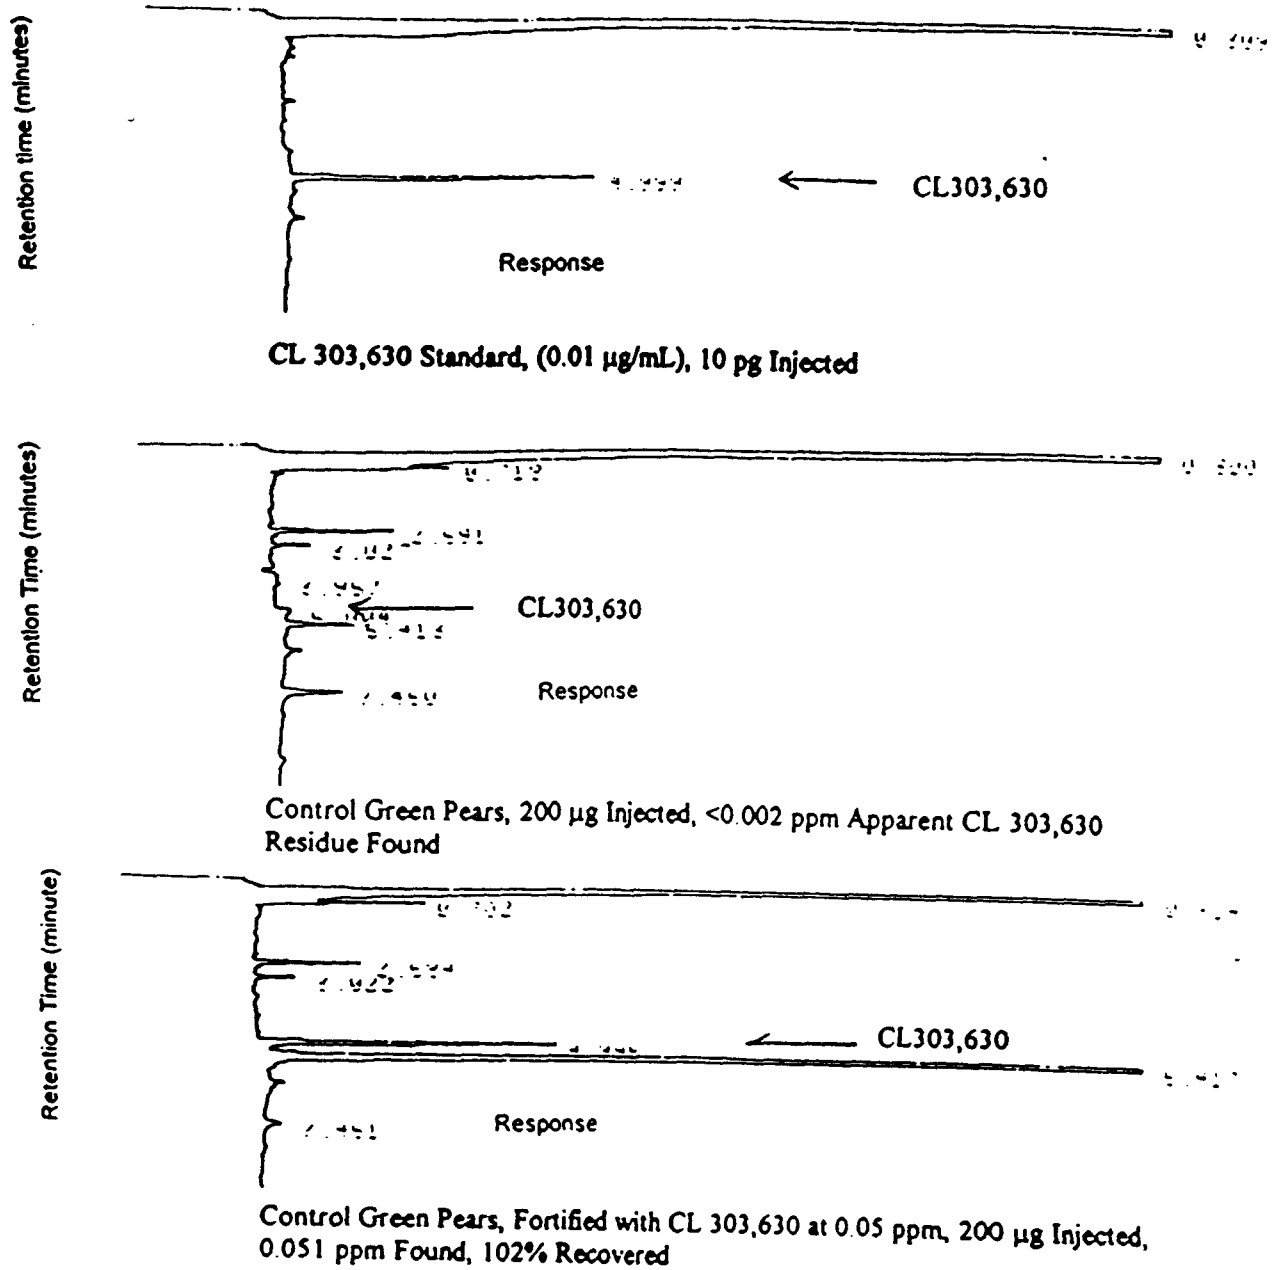 Retention time (minutes)
4.999
CL303,630
Response
CL 303,630 Standard, (0.01 µg/mL), 10 pg Injected
Retention Time (minutes)
CL303,630
Response
Control Green Pears, 200 µg Injected, <0.002 ppm Apparent CL 303,630
Residue Found
Retention Time (minute)
CL303,630
Response
Control Green Pears, Fortified with CL 303,630 at 0.05 ppm, 200 µg Injected,
0.051 ppm Found, 102% Recovered